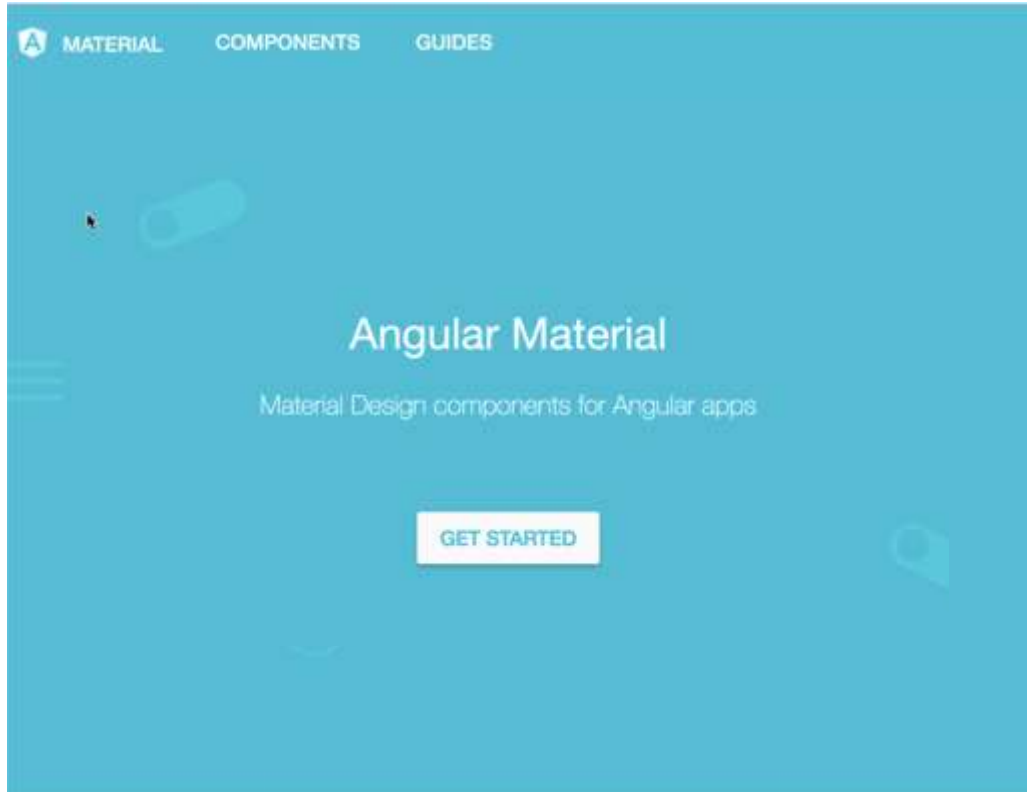 A MATERIAL COMPONENTS GUIDES
Angular Material
Material Design components for Angular apps
GET STARTED